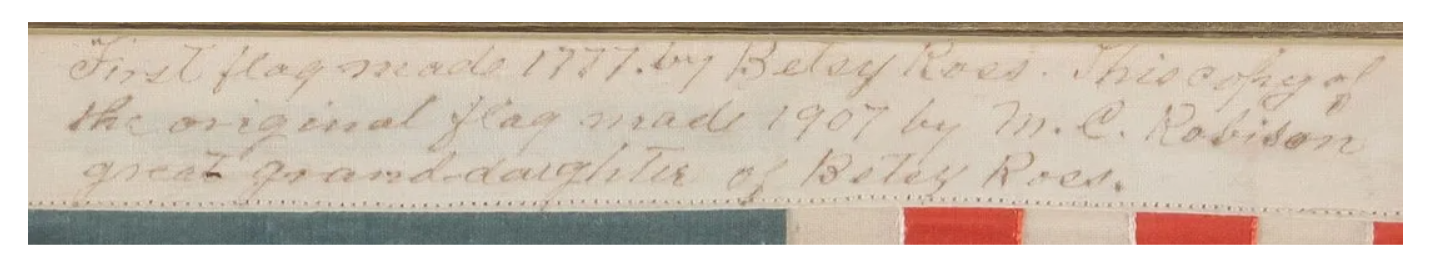 First flag made 1777. by Betsy Ross. This copy of
the original flag made 1907 by M. C. Robison
great grand-daughter of Betsy Ross.